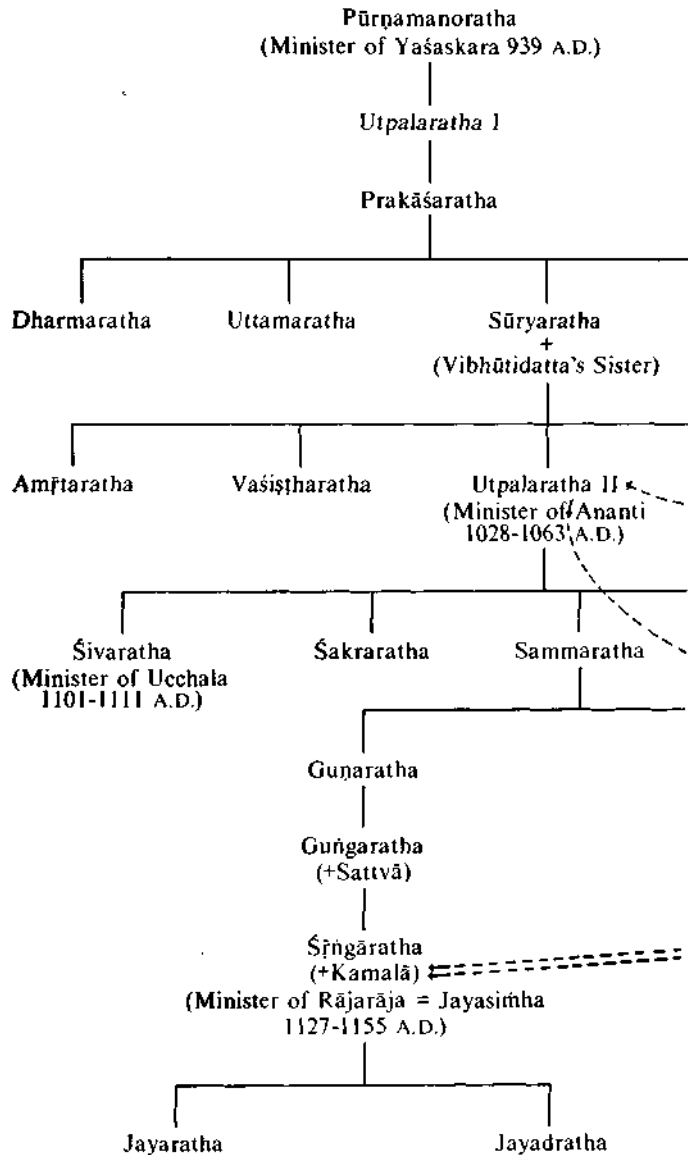 Pūrṇamanoratha
(Minister of Yaśaskara 939 A.D.)
Utpalaratha I
Prakāśaratha
Dharmaratha Uttamaratha Sūryaratha
+
(Vibhūtidatta's Sister)
Amṛtaratha Vaśiṣṭharatha Utpalaratha II
(Minister of Ananti
1028-1063 A.D.)
Śivaratha Śakraratha Sammaratha
(Minister of Ucchala
1101-1111 A.D.)
Guṇaratha
Guṅgaratha
(+Sattvā)
Śṛṅgāratha
(+Kamalā)
(Minister of Rājarāja = Jayasiṁha
1127-1155 A.D.)
Jayaratha Jayadratha